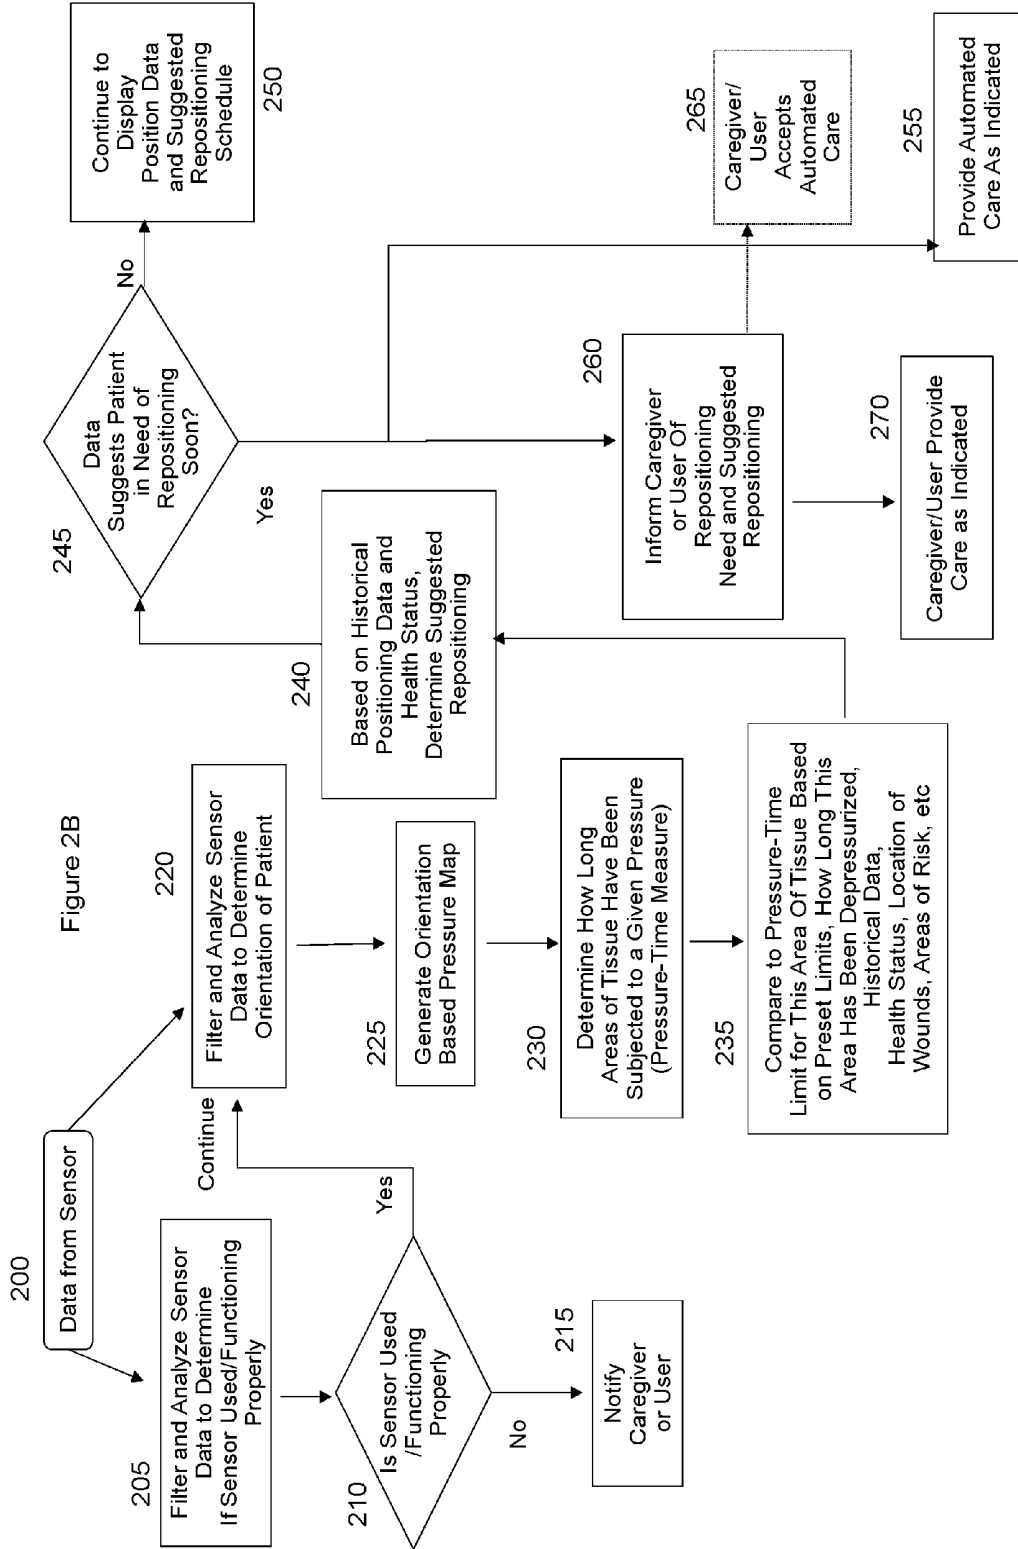 Figure 2B
200
Data from Sensor
205
Filter and Analyze Sensor
Data to Determine
If Sensor Used/Functioning
Properly
210
Is Sensor Used
/Functioning
Properly
Yes
Continue
No
215
Notify
Caregiver
or User
220
Filter and Analyze Sensor
Data to Determine
Orientation of Patient
225
Generate Orientation
Based Pressure Map
230
Determine How Long
Areas of Tissue Have Been
Subjected to a Given Pressure
(Pressure-Time Measure)
235
Compare to Pressure-Time
Limit for This Area Of Tissue Based
on Preset Limits, How Long This
Area Has Been Depressurized,
Historical Data,
Health Status, Location of
Wounds, Areas of Risk, etc
240
Based on Historical
Positioning Data and
Health Status,
Determine Suggested
Repositioning
245
Data
Suggests Patient
in Need of
Repositioning
Soon?
No
Yes
250
Continue to
Display
Position Data
and Suggested
Repositioning
Schedule
260
Inform Caregiver
or User Of
Repositioning
Need and Suggested
Repositioning
265
Caregiver/
User
Accepts
Automated
Care
255
Provide Automated
Care As Indicated
270
Caregiver/User Provide
Care as Indicated